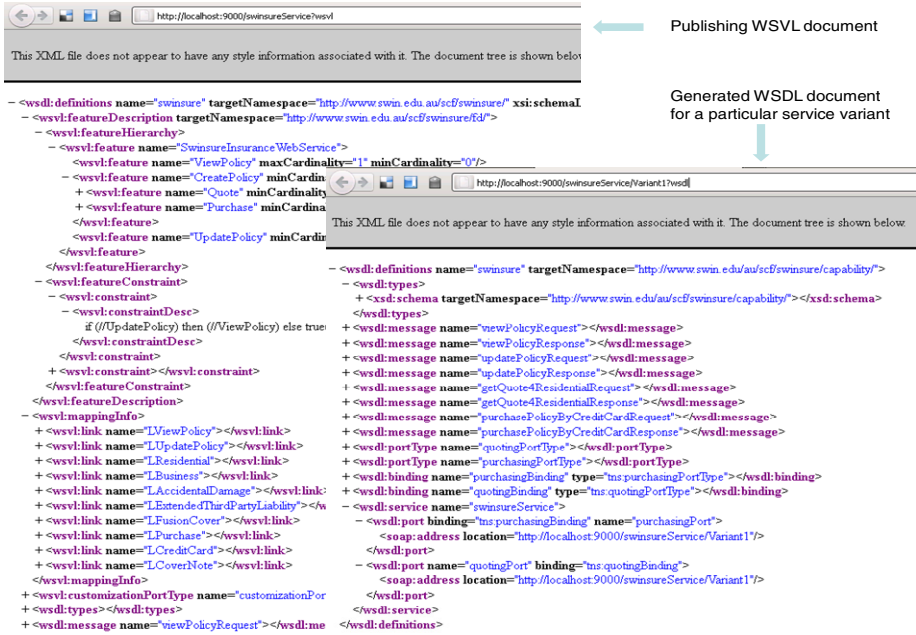 http://localhost:9000/swinsureService?wsvl
Publishing WSVL document
This XML file does not appear to have any style information associated with it. The document tree is shown below
Generated WSDL document
for a particular service variant
− <wsdl:definitions name="swinsure" targetNamespace="http://www.swin.edu.au/scf/swinsure/" xsi:schemaL
− <wsvl:featureDescription targetNamespace="http://www.swin.edu.au/scf/swinsure/fd/">
− <wsvl:featureHierarchy>
− <wsvl:feature name="SwinsureInsuranceWebService">
<wsvl:feature name="ViewPolicy" maxCardinality="1" minCardinality="0"/>
− <wsvl:feature name="CreatePolicy" minCardin
+ <wsvl:feature name="Quote" minCardinality
+ <wsvl:feature name="Purchase" minCardina
</wsvl:feature>
<wsvl:feature name="UpdatePolicy" minCardin
</wsvl:feature>
</wsvl:featureHierarchy>
− <wsvl:featureConstraint>
− <wsvl:constraint>
− <wsvl:constraintDesc>
if (//UpdatePolicy) then (//ViewPolicy) else true(
</wsvl:constraintDesc>
</wsvl:constraint>
+ <wsvl:constraint></wsvl:constraint>
</wsvl:featureConstraint>
</wsvl:featureDescription>
− <wsvl:mappingInfo>
+ <wsvl:link name="LViewPolicy"></wsvl:link>
+ <wsvl:link name="LUpdatePolicy"></wsvl:link>
+ <wsvl:link name="LResidential"></wsvl:link>
+ <wsvl:link name="LBusiness"></wsvl:link>
+ <wsvl:link name="LAccidentalDamage"></wsvl:link>
+ <wsvl:link name="LExtendedThirdPartyLiability"></w
+ <wsvl:link name="LFusionCover"></wsvl:link>
+ <wsvl:link name="LPurchase"></wsvl:link>
+ <wsvl:link name="LCreditCard"></wsvl:link>
+ <wsvl:link name="LCoverNote"></wsvl:link>
</wsvl:mappingInfo>
+ <wsvl:customizationPortType name="customizationPor
+ <wsdl:types></wsdl:types>
+ <wsdl:message name="viewPolicyRequest"></wsdl:me
http://localhost:9000/swinsureService/Variant1?wsdl
This XML file does not appear to have any style information associated with it. The document tree is shown below.
− <wsdl:definitions name="swinsure" targetNamespace="http://www.swin.edu/au/scf/swinsure/capability/">
− <wsdl:types>
+ <xsd:schema targetNamespace="http://www.swin.edu/au/scf/swinsure/capability/"></xsd:schema>
</wsdl:types>
+ <wsdl:message name="viewPolicyRequest"></wsdl:message>
+ <wsdl:message name="viewPolicyResponse"></wsdl:message>
+ <wsdl:message name="updatePolicyRequest"></wsdl:message>
+ <wsdl:message name="updatePolicyResponse"></wsdl:message>
+ <wsdl:message name="getQuote4ResidentialRequest"></wsdl:message>
+ <wsdl:message name="getQuote4ResidentialResponse"></wsdl:message>
+ <wsdl:message name="purchasePolicyByCreditCardRequest"></wsdl:message>
+ <wsdl:message name="purchasePolicyByCreditCardResponse"></wsdl:message>
+ <wsdl:portType name="quotingPortType"></wsdl:portType>
+ <wsdl:portType name="purchasingPortType"></wsdl:portType>
+ <wsdl:binding name="purchasingBinding" type="tns:purchasingPortType"></wsdl:binding>
+ <wsdl:binding name="quotingBinding" type="tns:quotingPortType"></wsdl:binding>
− <wsdl:service name="swinsureService">
− <wsdl:port binding="tns:purchasingBinding" name="purchasingPort">
<soap:address location="http://localhost:9000/swinsureService/Variant1"/>
</wsdl:port>
− <wsdl:port name="quotingPort" binding="tns:quotingBinding">
<soap:address location="http://localhost:9000/swinsureService/Variant1"/>
</wsdl:port>
</wsdl:service>
</wsdl:definitions>